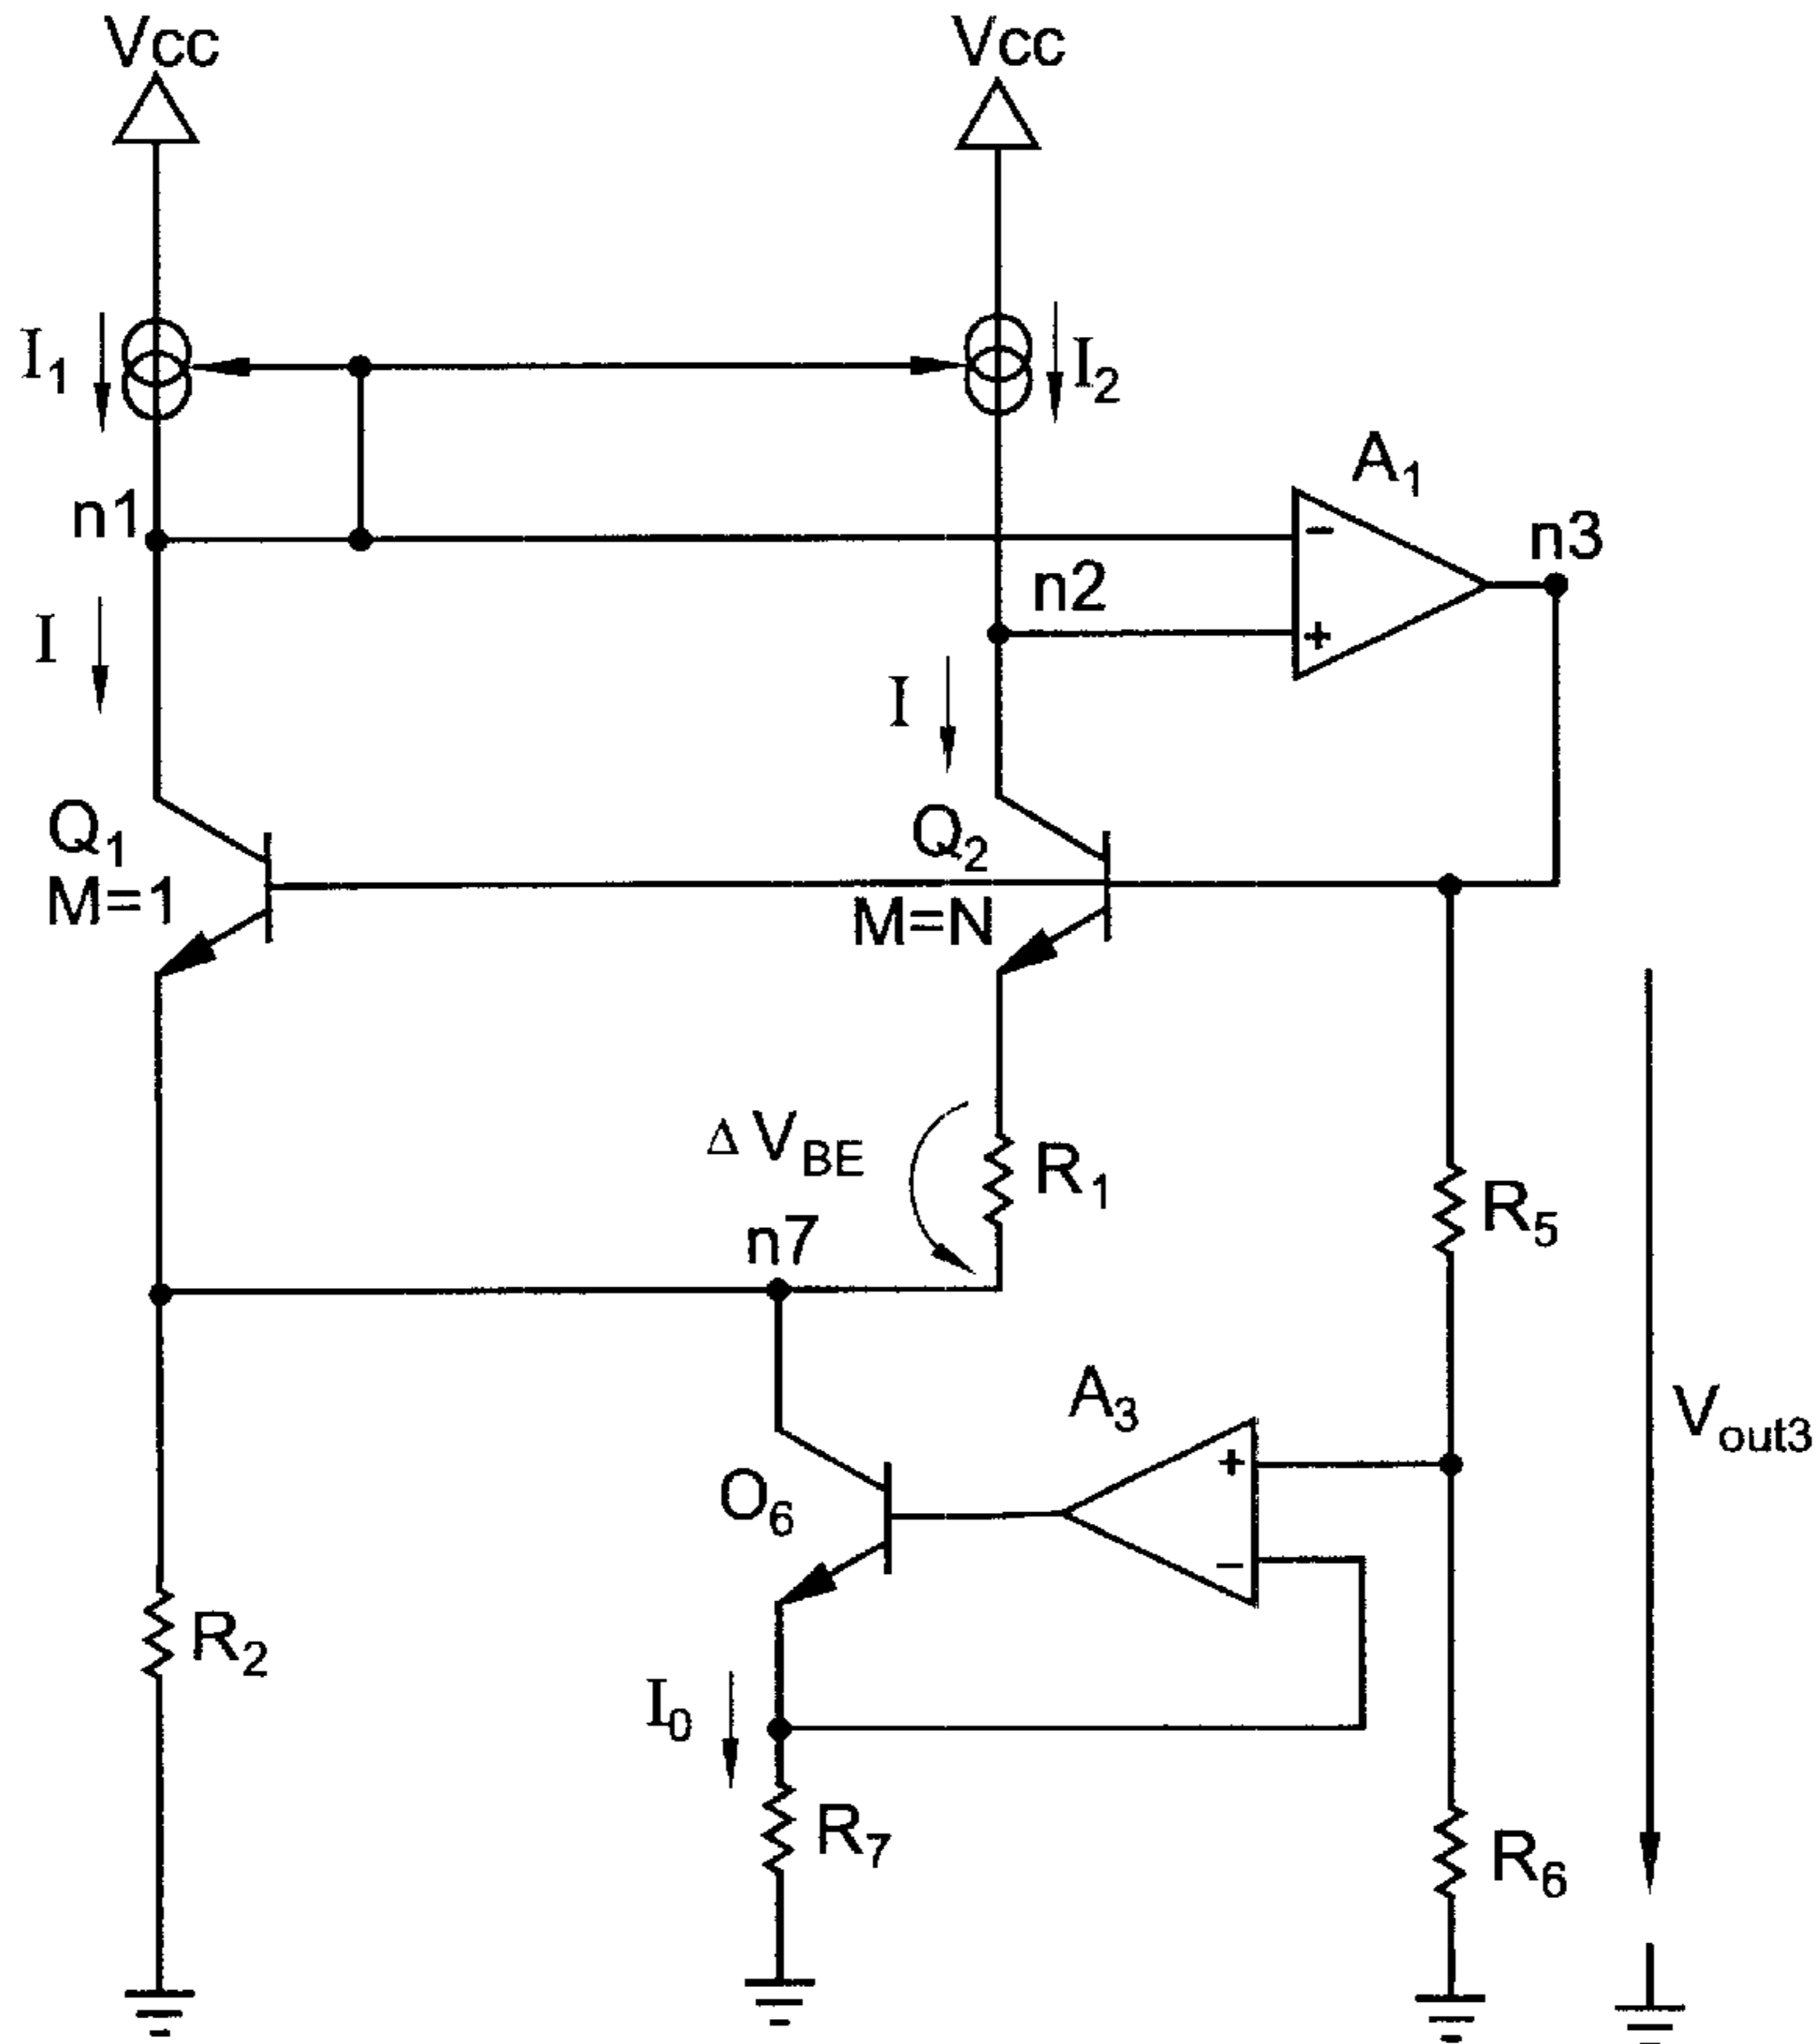 Vcc
Vcc
I1
I2
A1
n1
n3
n2
−
+
I
I
Q1
M=1
Q2
M=N
Δ VBE
R1
R5
n7
A3
Vout3
+
O6
−
R2
I0
R7
R6